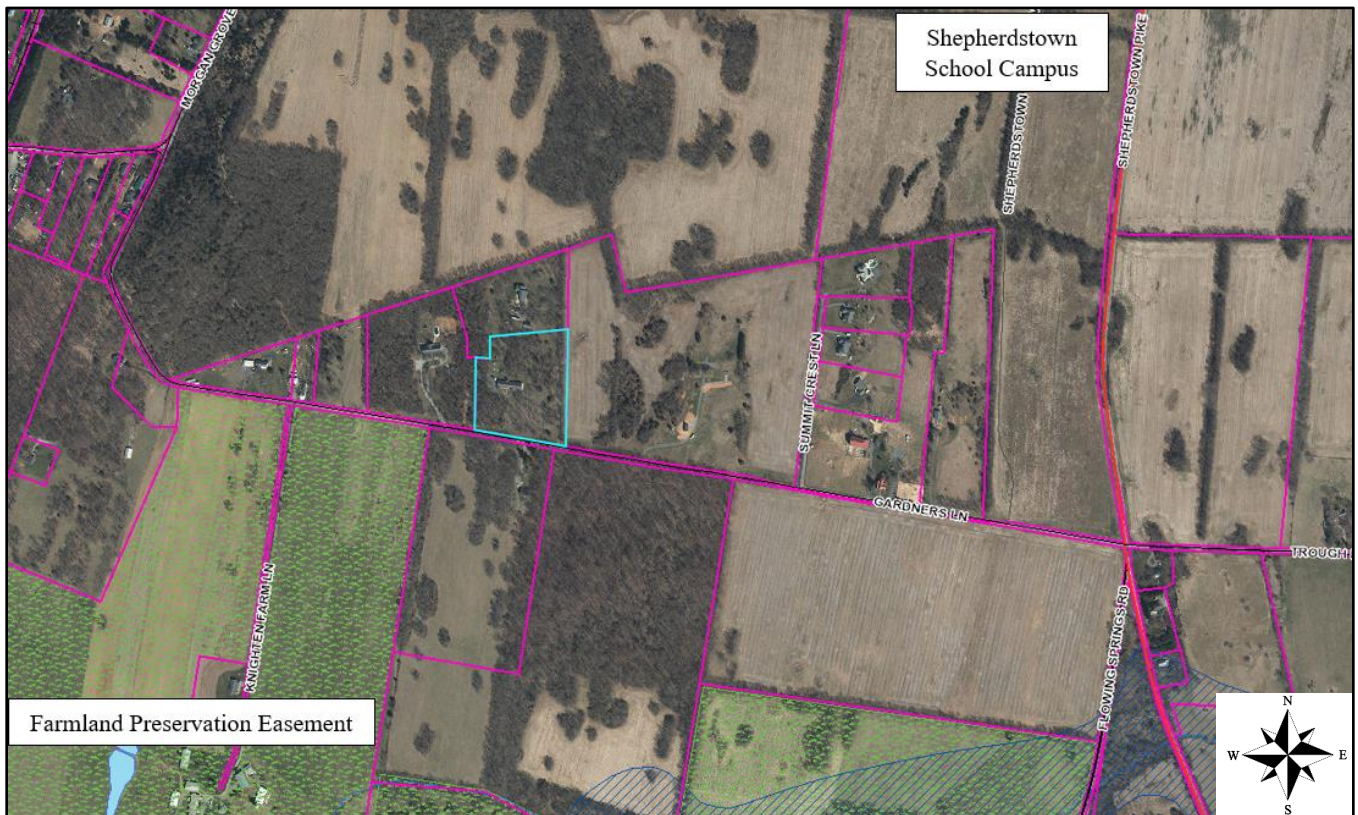 MORGAN GROVE
Shepherdstown
School Campus
SHEPHERDSTOWN PIKE
SHEPHERDSTOWN
SUMMIT CREST LN
GARDNERS LN
TROUGH
KNIGHTEN FARM LN
FLOWING SPRINGS RD
Farmland Preservation Easement
N
W E
S